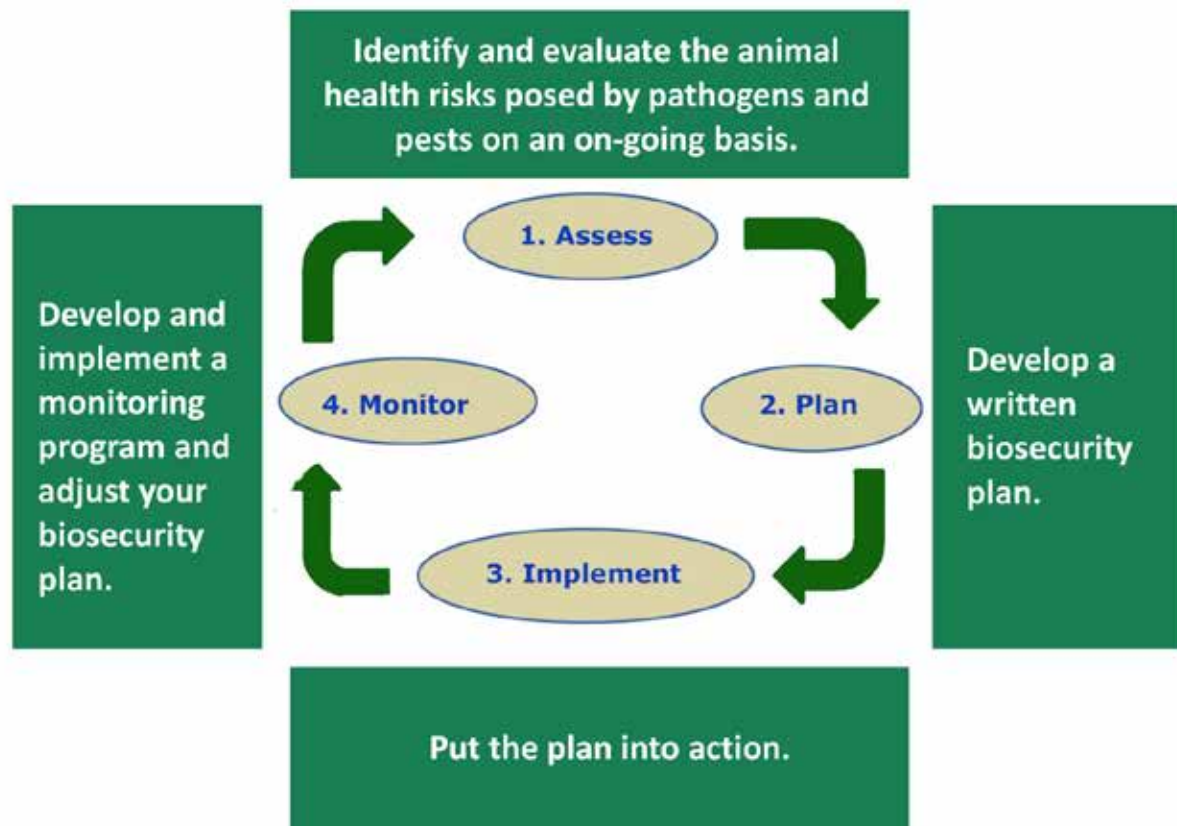 Identify and evaluate the animal
health risks posed by pathogens and
pests on an on-going basis.
1. Assess
Develop and
implement a
monitoring
program and
adjust your
biosecurity
plan.
4. Monitor
2. Plan
Develop a
written
biosecurity
plan.
3. Implement
Put the plan into action.